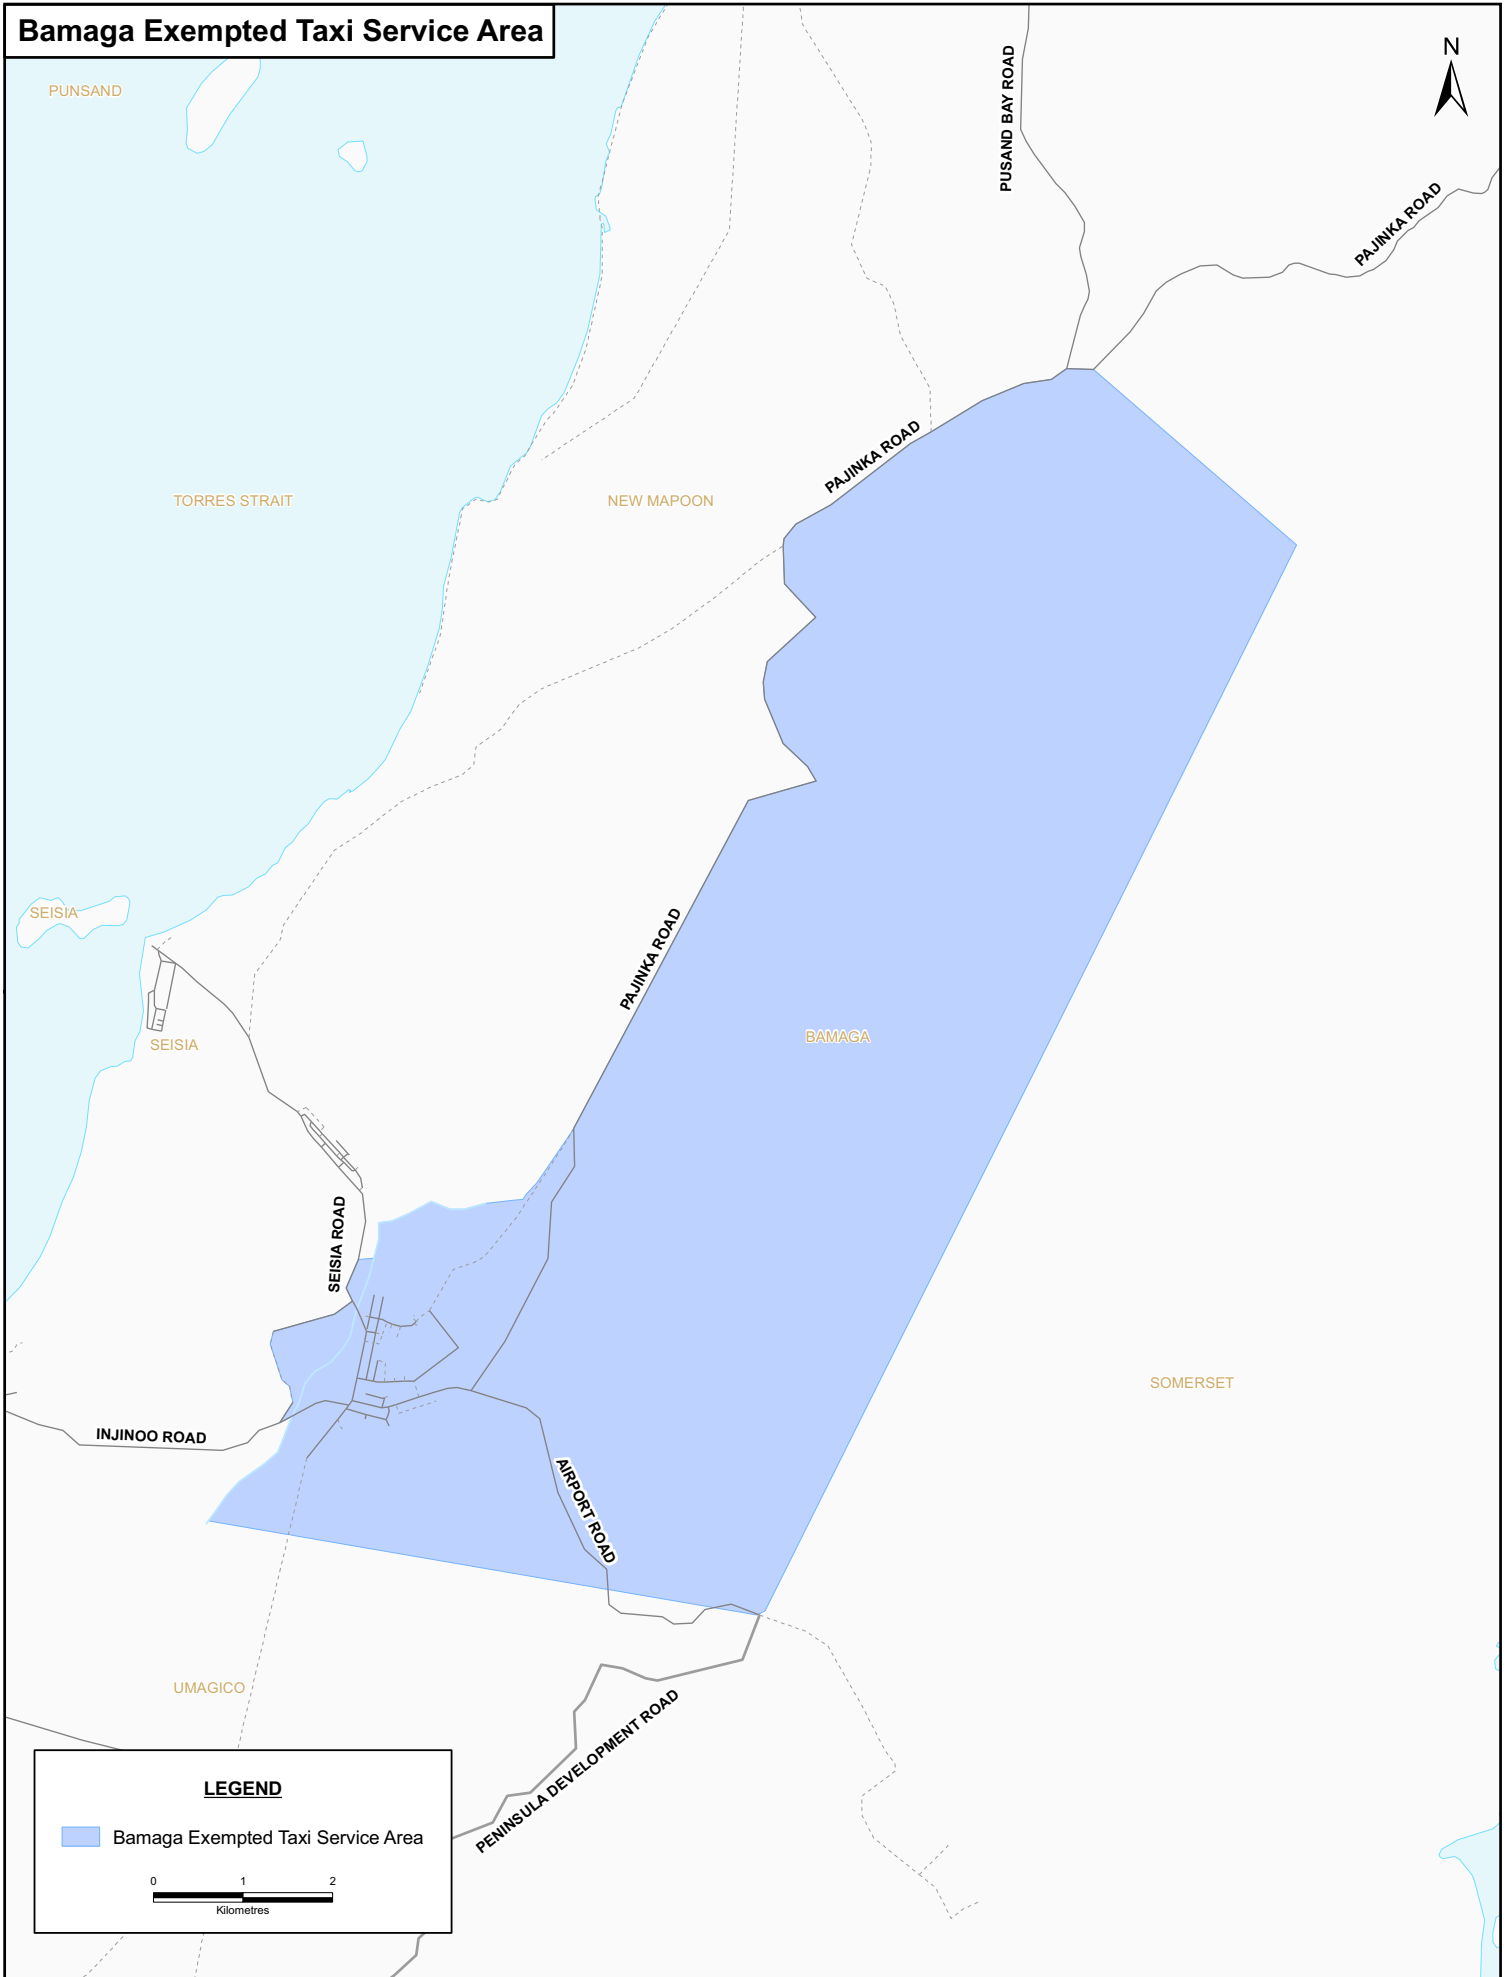 Bamaga Exempted Taxi Service Area
N
PUNSAND
PUSAND BAY ROAD
PAJINKA ROAD
PAJINKA ROAD
TORRES STRAIT
NEW MAPOON
SEISIA
PAJINKA ROAD
SEISIA
BAMAGA
SEISIA ROAD
SOMERSET
INJINOO ROAD
AIRPORT ROAD
UMAGICO
PENINSULA DEVELOPMENT ROAD
LEGEND
Bamaga Exempted Taxi Service Area
0 1 2
Kilometres